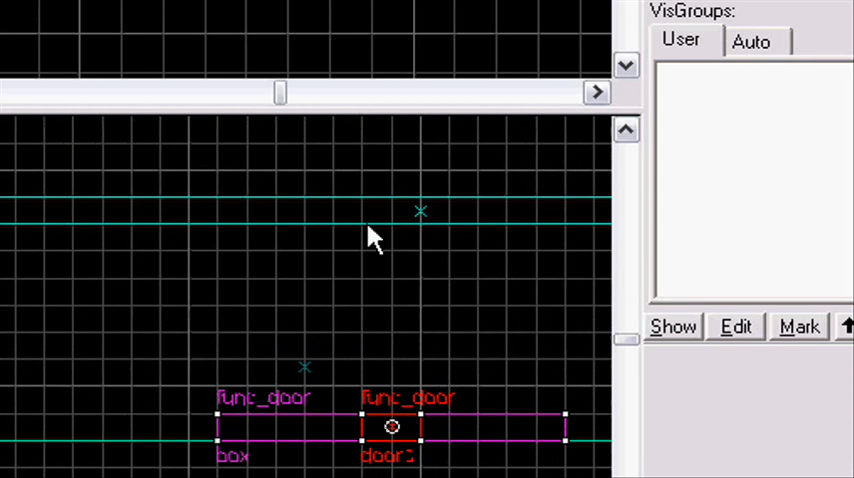 VisGroups:
User Auto
Show Edit Mark
func_door func_door
box door1